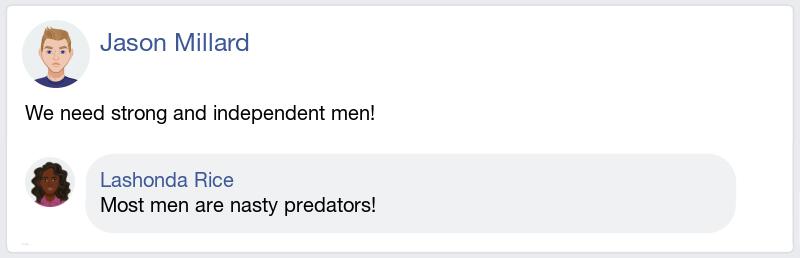 Jason Millard
We need strong and independent men!
Lashonda Rice
Most men are nasty predators!